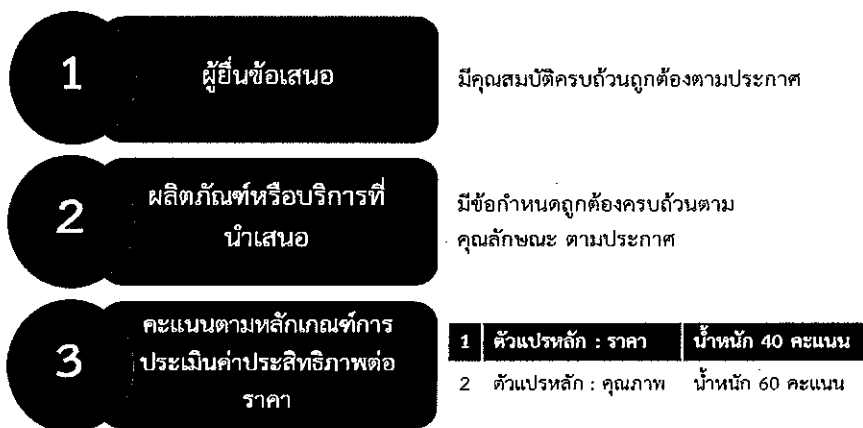 1
ผู้ยื่นข้อเสนอ
มีคุณสมบัติครบถ้วนถูกต้องตามประกาศ
2
ผลิตภัณฑ์หรือบริการที่
นำเสนอ
มีข้อกำหนดถูกต้องครบถ้วนตาม
คุณลักษณะ ตามประกาศ
3
คะแนนตามหลักเกณฑ์การ
ประเมินค่าประสิทธิภาพต่อ
ราคา
1 ตัวแปรหลัก : ราคา น้ำหนัก 40 คะแนน
2 ตัวแปรหลัก : คุณภาพ น้ำหนัก 60 คะแนน